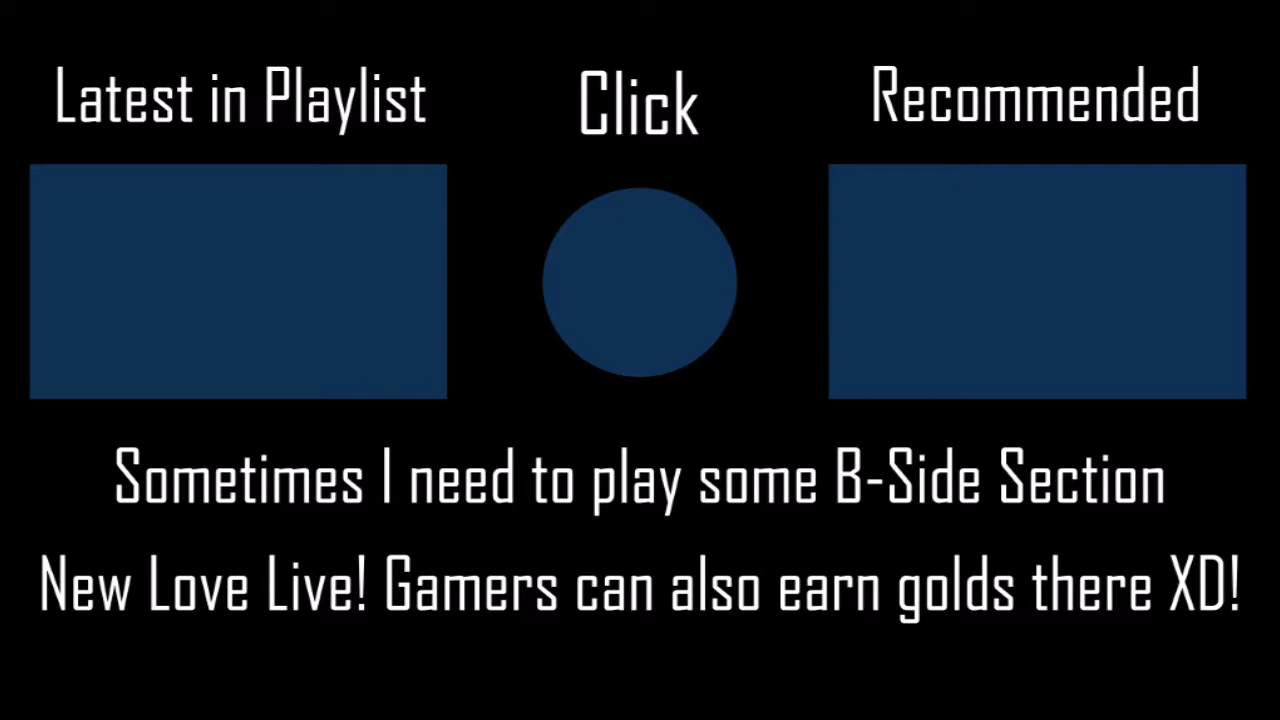 Latest in Playlist
Click
Recommended
Sometimes I need to play some B-Side Section
New Love Live! Gamers can also earn golds there XD!